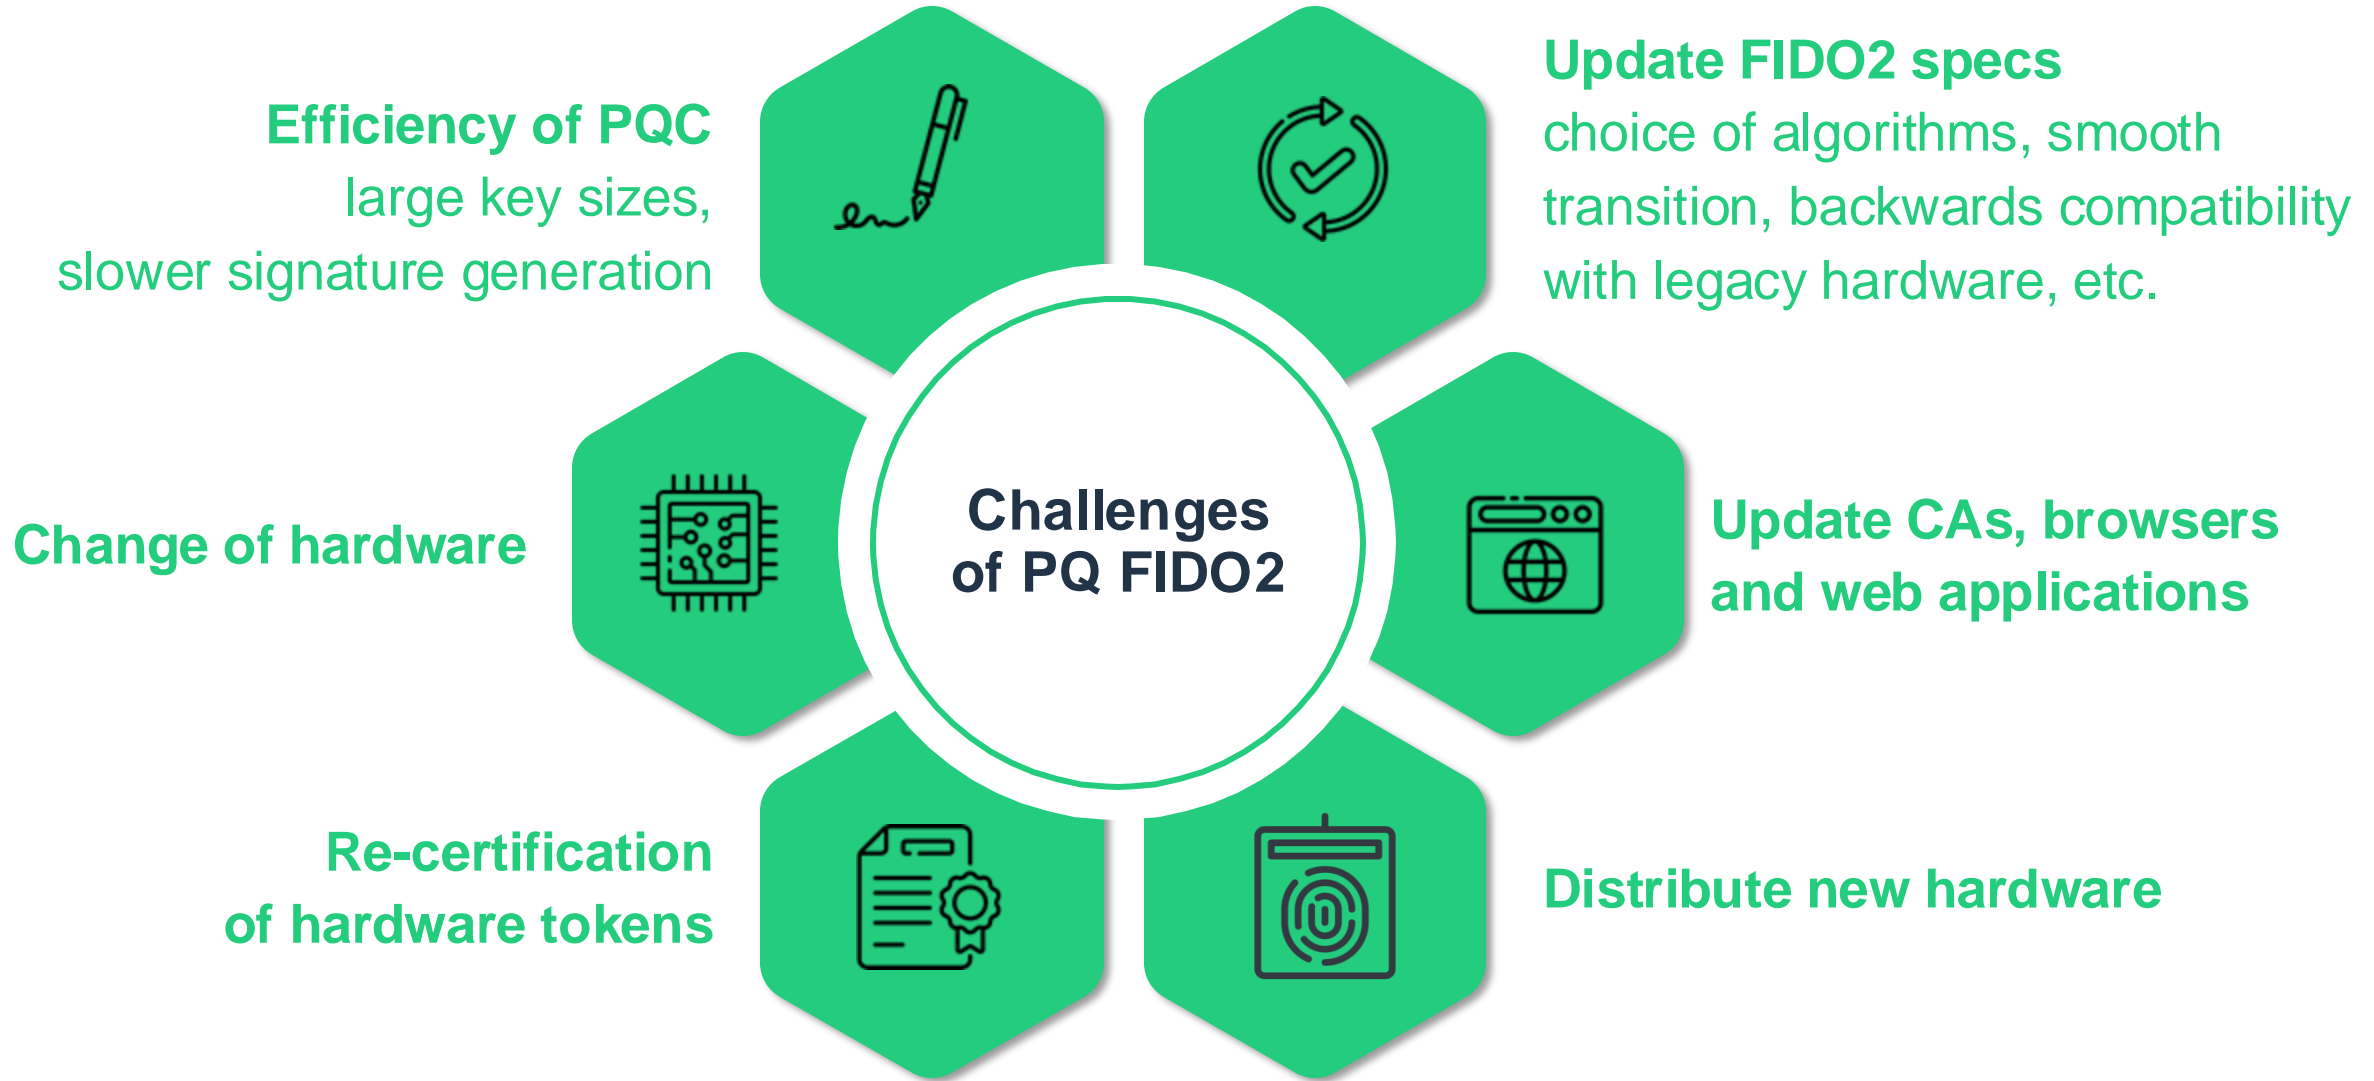 Efficiency of PQC
large key sizes,
slower signature generation
Update FIDO2 specs
choice of algorithms, smooth
transition, backwards compatibility
with legacy hardware, etc.
Change of hardware
Challenges
of PQ FIDO2
Update CAs, browsers
and web applications
Re-certification
of hardware tokens
Distribute new hardware